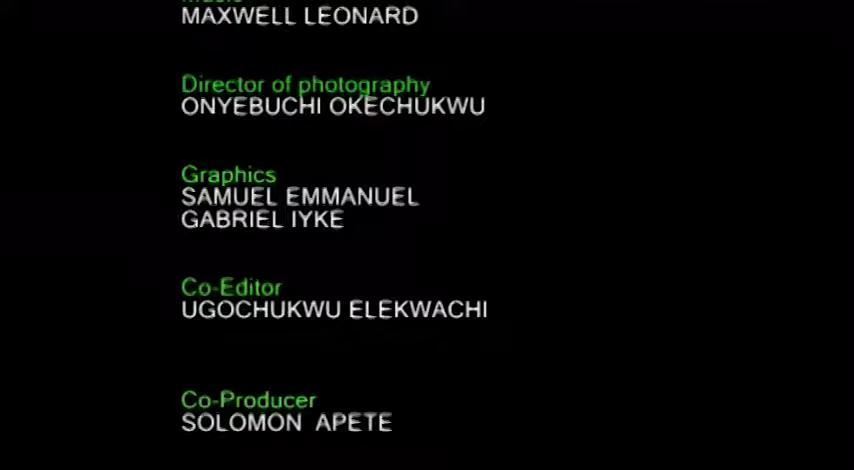 Music
MAXWELL LEONARD
Director of photography
ONYEBUCHI OKECHUKWU
Graphics
SAMUEL EMMANUEL
GABRIEL IYKE
Co-Editor
UGOCHUKWU ELEKWACHI
Co-Producer
SOLOMON APETE